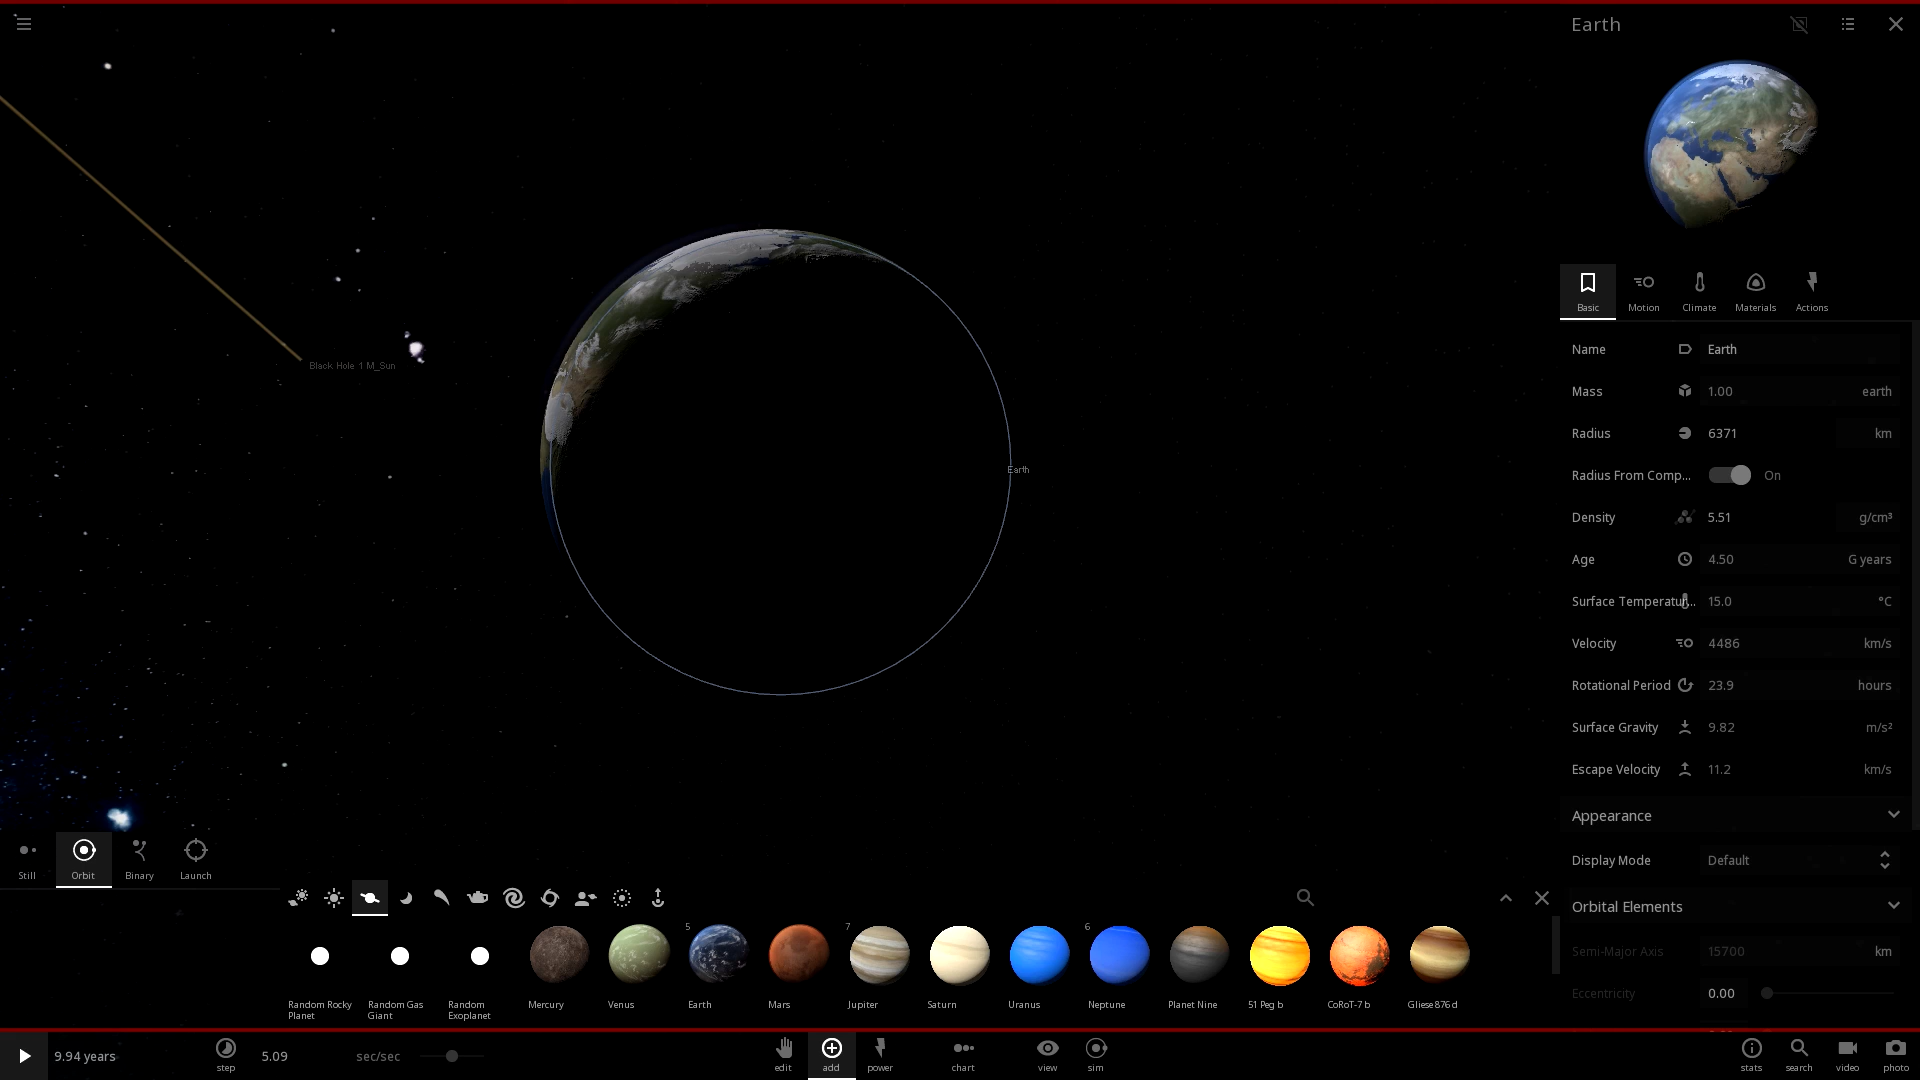 Earth
Black Hole 1 M_Sun
Earth
Basic
Motion
Climate
Materials
Actions
Name Earth
Mass 1.00 earth
Radius 6371 km
Radius From Comp... On
Density 5.51 g/cm³
Age 4.50 G years
Surface Temperatur... 15.0 °C
Velocity 4486 km/s
Rotational Period 23.9 hours
Surface Gravity 9.82 m/s²
Escape Velocity 11.2 km/s
Appearance
Display Mode Default
Orbital Elements
Semi-Major Axis 15700 km
Eccentricity 0.00
Still
Orbit
Binary
Launch
5
7
6
Random Rocky Planet
Random Gas Giant
Random Exoplanet
Mercury
Venus
Earth
Mars
Jupiter
Saturn
Uranus
Neptune
Planet Nine
51 Peg b
CoRoT-7 b
Gliese 876 d
9.94 years
step
5.09 sec/sec
edit
add
power
chart
view
sim
stats
search
video
photo